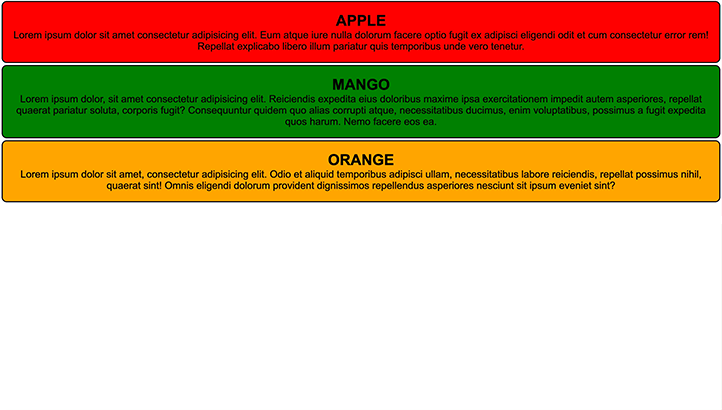 APPLE
Lorem ipsum dolor sit amet consectetur adipisicing elit. Eum atque iure nulla dolorum facere optio fugit ex adipisci eligendi odit et cum consectetur error rem!
Repellat explicabo libero illum pariatur quis temporibus unde vero tenetur.
MANGO
Lorem ipsum dolor, sit amet consectetur adipisicing elit. Reiciendis expedita eius doloribus maxime ipsa exercitationem impedit autem asperiores, repellat
quaerat pariatur soluta, corporis fugit? Consequuntur quidem quo alias corrupti atque, necessitatibus ducimus, enim voluptatibus, possimus a fugit expedita
quos harum. Nemo facere eos ea.
ORANGE
Lorem ipsum dolor sit amet, consectetur adipisicing elit. Odio et aliquid temporibus adipisci ullam, necessitatibus labore reiciendis, repellat possimus nihil,
quaerat sint! Omnis eligendi dolorum provident dignissimos repellendus asperiores nesciunt sit ipsum eveniet sint?